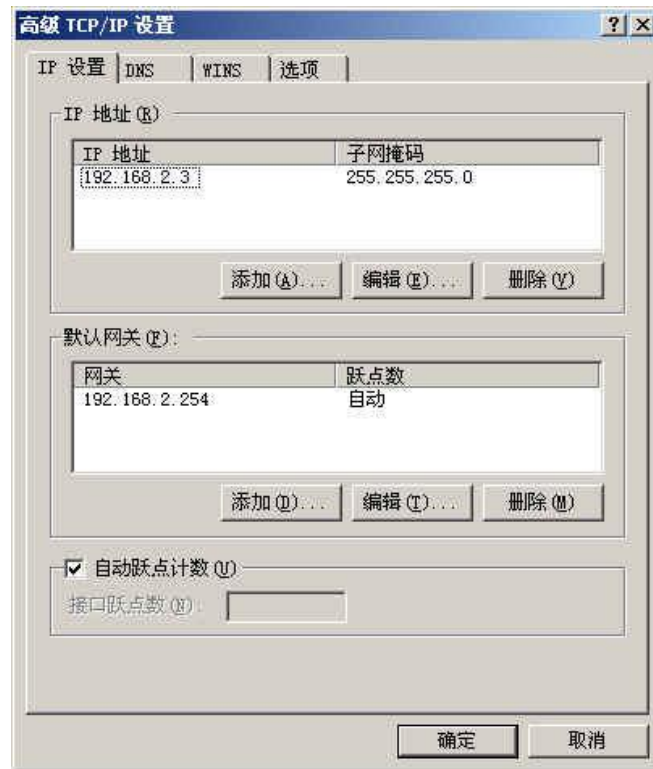 高级 TCP/IP 设置
IP 设置 DNS WINS 选项
IP 地址(R)
IP 地址 子网掩码
192.168.2.3 255.255.255.0
添加(A)... 编辑(E)... 删除(V)
默认网关(F):
网关 跃点数
192.168.2.254 自动
添加(D)... 编辑(T)... 删除(M)
自动跃点计数(U)
接口跃点数(N):
确定 取消